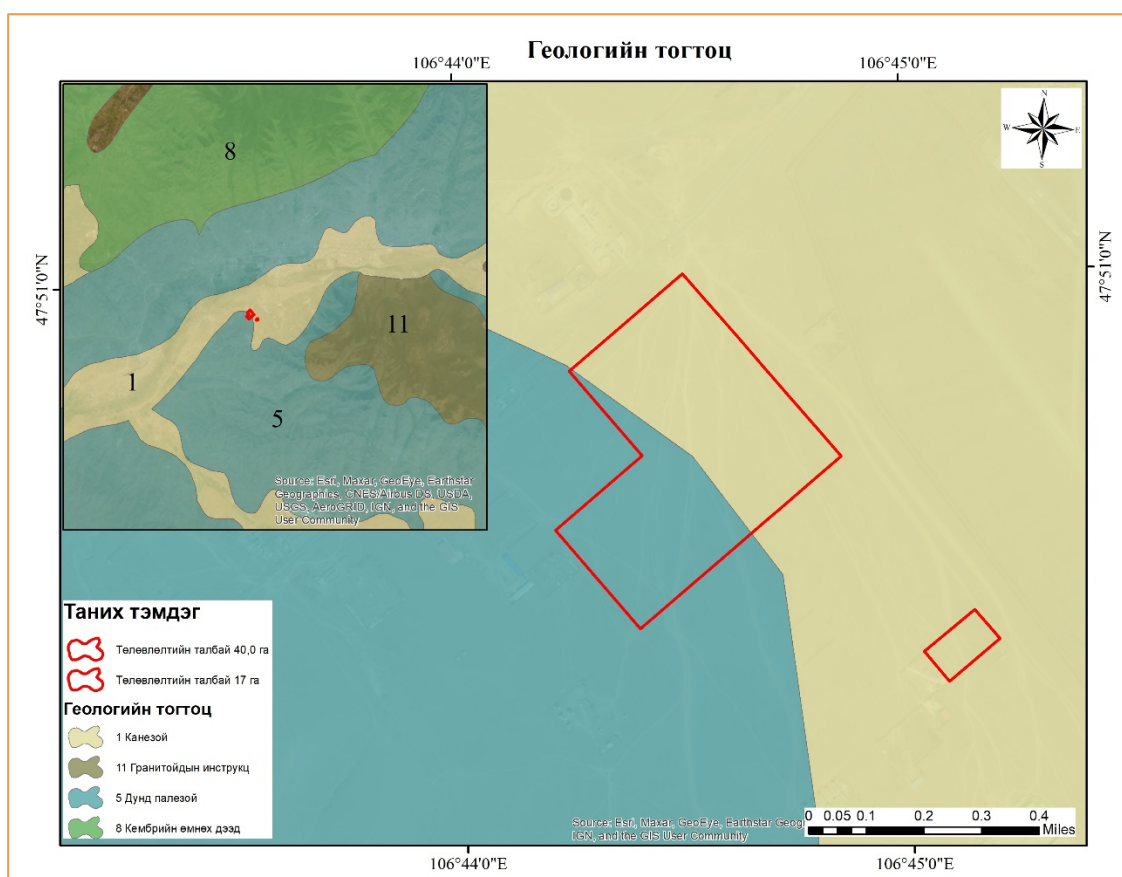 Геологийн тогтоц
106°44'0"E
106°45'0"E
N
W
E
S
8
47°51'0"N
47°51'0"N
11
1
5
Source: Esri, Maxar, GeoEye, Earthstar
Geographics, CNES/Airbus DS, USDA,
USGS, AeroGRID, IGN, and the GIS
User Community
Таних тэмдэг
Төлөвлөлтийн талбай 40,0 га
Төлөвлөлтийн талбай 17 га
Геологийн тогтоц
1 Канезой
11 Гранитойдын инструкц
5 Дунд палезой
8 Кембрийн өмнөх дээд
Source: Esri, Maxar, GeoEye, Earthstar Geogr
IGN, and the GIS User Community
0 0.05 0.1 0.2 0.3 0.4
Miles
106°44'0"E
106°45'0"E